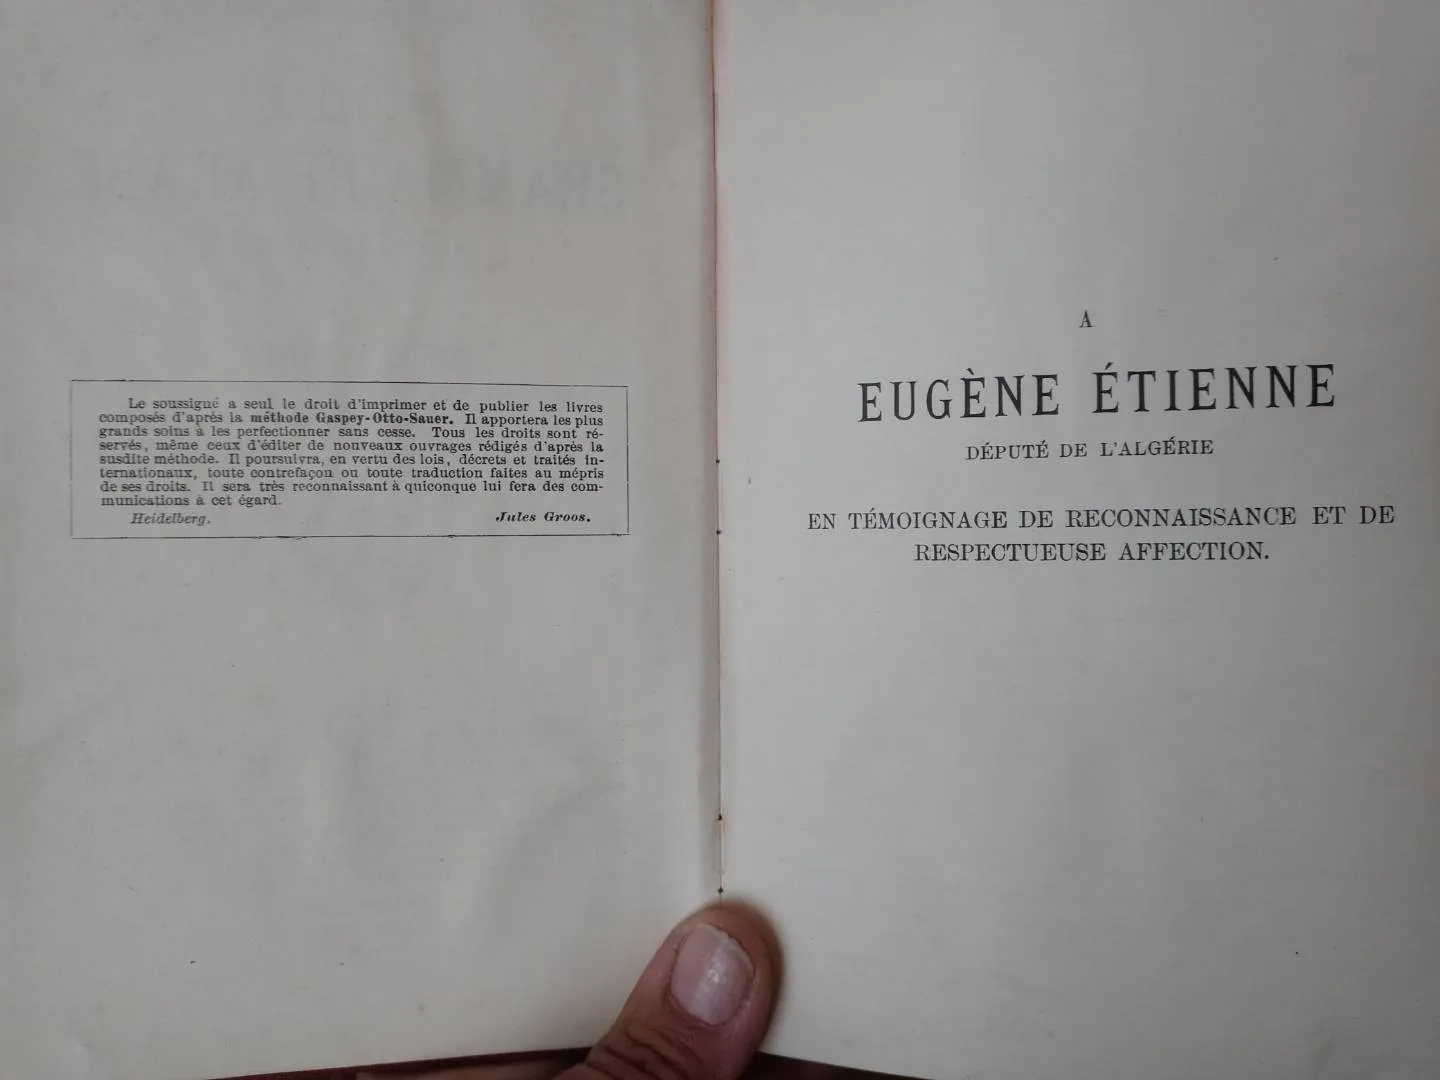 Le soussigné a seul le droit d'imprimer et de publier les livres
composés d'après la méthode Gaspey-Otto-Sauer. Il apportera les plus
grands soins à les perfectionner sans cesse. Tous les droits sont ré-
servés, même ceux d'éditer de nouveaux ouvrages rédigés d'après la
susdite méthode. Il poursuivra, en vertu des lois, décrets et traités in-
ternationaux, toute contrefaçon ou toute traduction faites au mépris
de ses droits. Il sera très reconnaissant à quiconque lui fera des com-
munications à cet égard.
Heidelberg. Jules Groos.
A
EUGÈNE ÉTIENNE
DÉPUTÉ DE L'ALGÉRIE
EN TÉMOIGNAGE DE RECONNAISSANCE ET DE
RESPECTUEUSE AFFECTION.